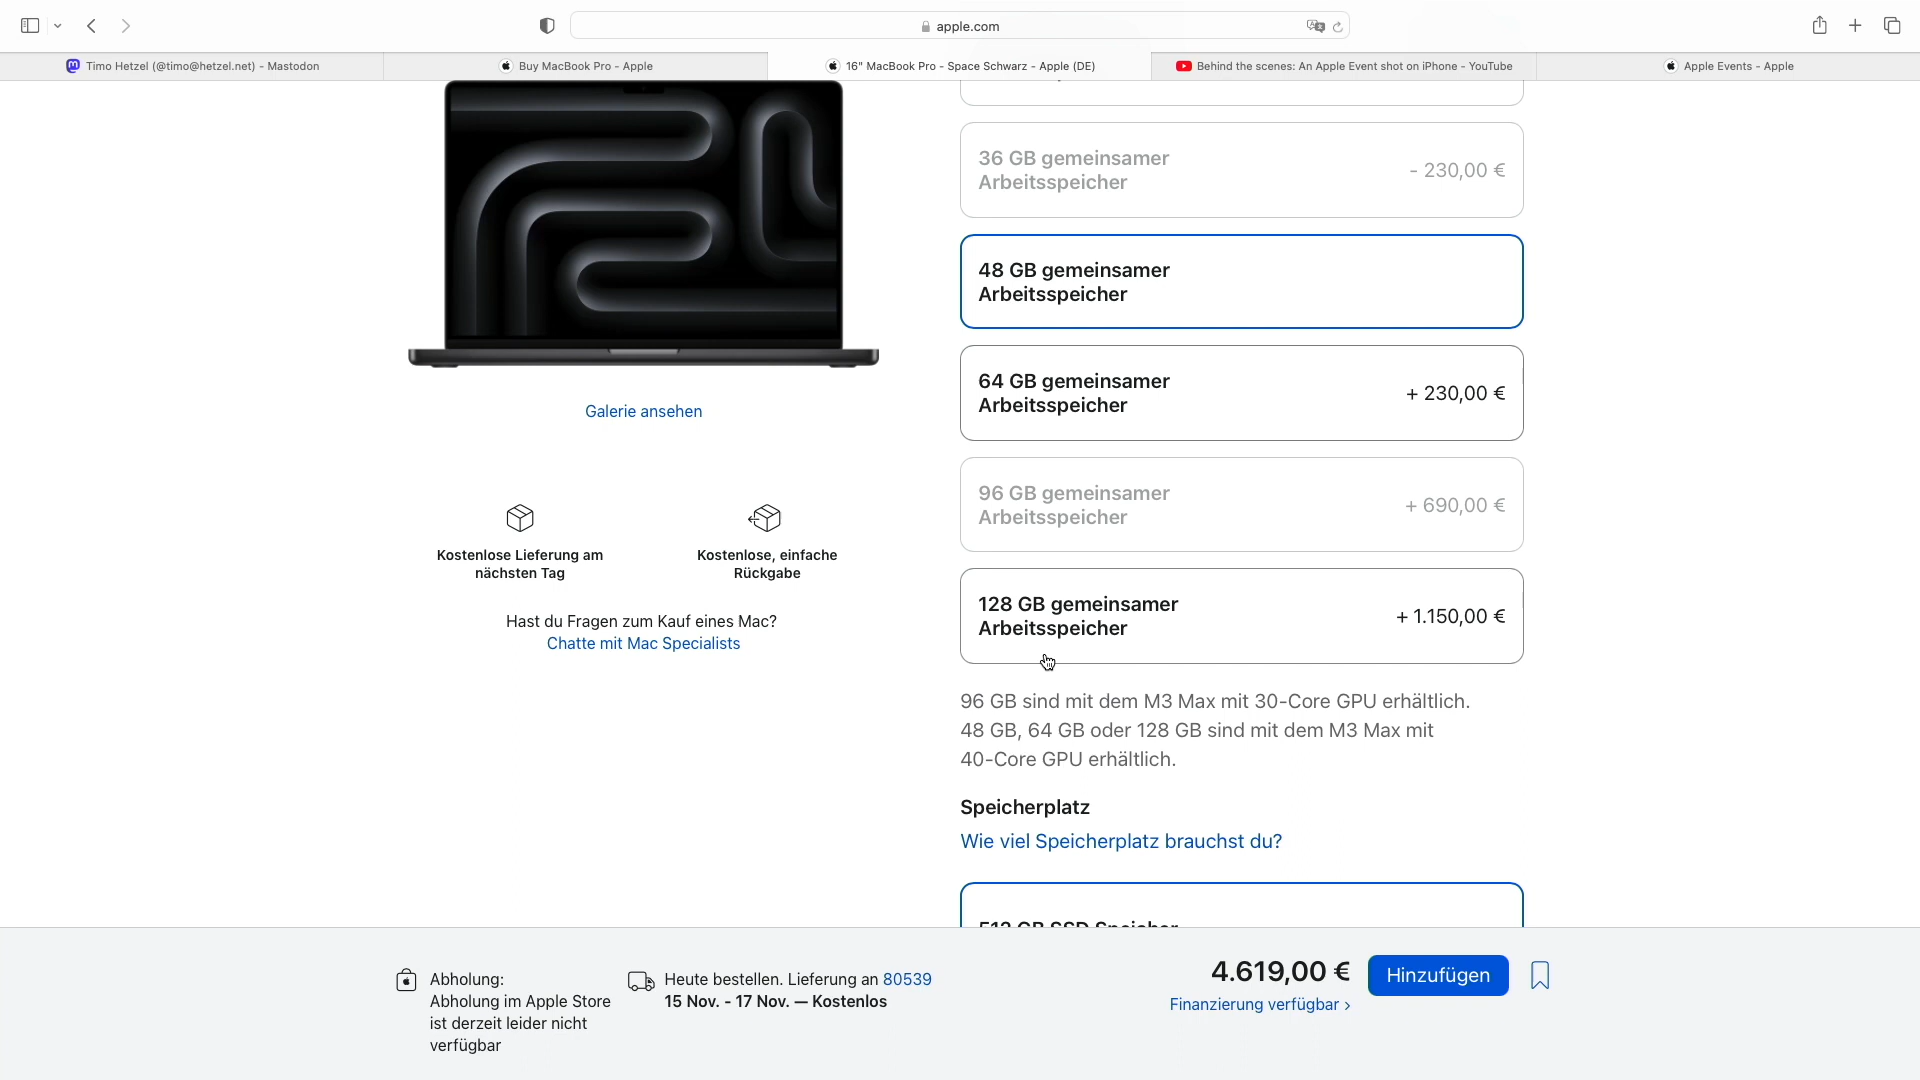 apple.com
Timo Hetzel (@timo@hetzel.net) - Mastodon
Buy MacBook Pro - Apple
16" MacBook Pro - Space Schwarz - Apple (DE)
Behind the scenes: An Apple Event shot on iPhone - YouTube
Apple Events - Apple
36 GB gemeinsamer
Arbeitsspeicher
- 230,00 €
48 GB gemeinsamer
Arbeitsspeicher
64 GB gemeinsamer
Arbeitsspeicher
+ 230,00 €
Galerie ansehen
96 GB gemeinsamer
Arbeitsspeicher
+ 690,00 €
Kostenlose Lieferung am
nächsten Tag
Kostenlose, einfache
Rückgabe
Hast du Fragen zum Kauf eines Mac?
Chatte mit Mac Specialists
128 GB gemeinsamer
Arbeitsspeicher
+ 1.150,00 €
96 GB sind mit dem M3 Max mit 30-Core GPU erhältlich.
48 GB, 64 GB oder 128 GB sind mit dem M3 Max mit
40-Core GPU erhältlich.
Speicherplatz
Wie viel Speicherplatz brauchst du?
512 GB SSD Speicher
Abholung:
Abholung im Apple Store
ist derzeit leider nicht
verfügbar
Heute bestellen. Lieferung an 80539
15 Nov. - 17 Nov. — Kostenlos
4.619,00 €
Finanzierung verfügbar >
Hinzufügen